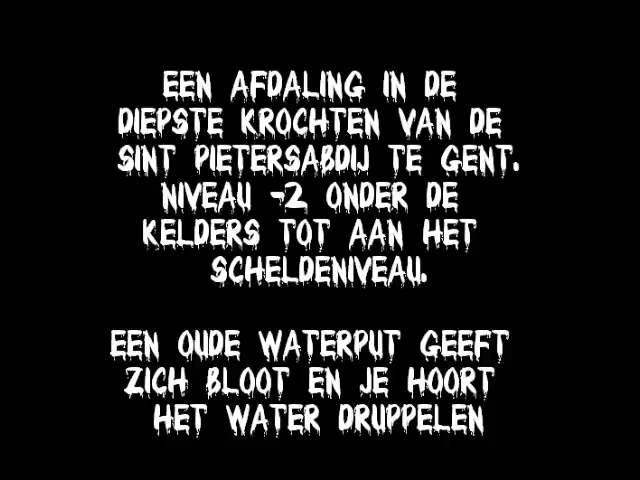 EEN AFDALING IN DE
DIEPSTE KROCHTEN VAN DE
SINT PIETERSABDIJ TE GENT.
NIVEAU -2 ONDER DE
KELDERS TOT AAN HET
SCHELDENIVEAU.
EEN OUDE WATERPUT GEEFT
ZICH BLOOT EN JE HOORT
HET WATER DRUPPELEN